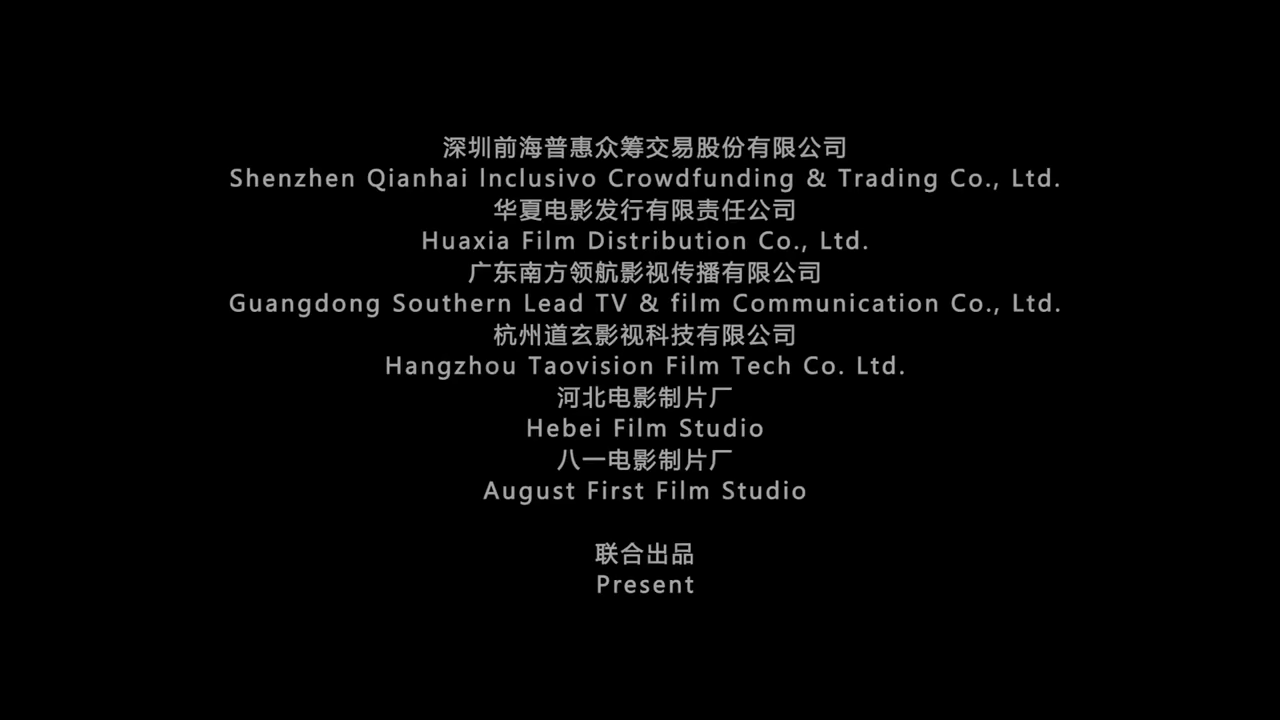 深圳前海普惠众筹交易股份有限公司
Shenzhen Qianhai lnclusivo Crowdfunding & Trading Co., Ltd.
华夏电影发行有限责任公司
Huaxia Film Distribution Co., Ltd.
广东南方领航影视传播有限公司
Guangdong Southern Lead TV & film Communication Co., Ltd.
杭州道玄影视科技有限公司
Hangzhou Taovision Film Tech Co. Ltd.
河北电影制片厂
Hebei Film Studio
八一电影制片厂
August First Film Studio
联合出品
Present